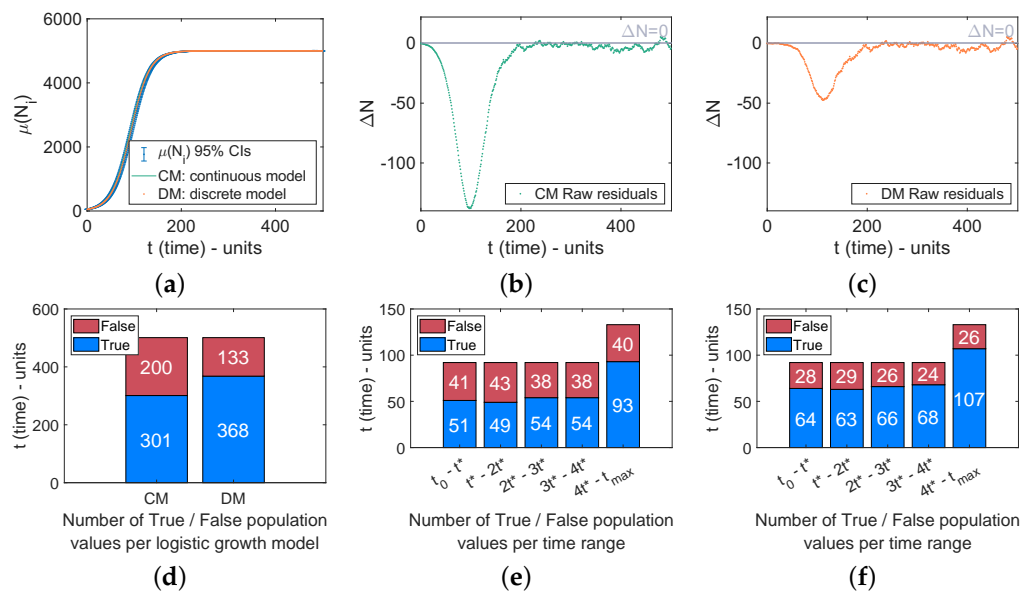 6000
4000
2000
0
μ(N_i)
μ(N_i) 95% CIs
CM: continuous model
DM: discrete model
0 200 400
t (time) - units
(a)
0
-50
-100
ΔN
ΔN=0
CM Raw residuals
0 200 400
t (time) - units
(b)
0
-50
-100
ΔN
ΔN=0
DM Raw residuals
0 200 400
t (time) - units
(c)
600
400
200
0
t (time) - units
False
True
200
301
133
368
CM DM
Number of True / False population
values per logistic growth model
(d)
150
100
50
0
t (time) - units
False
True
41 43 38 38 40
51 49 54 54 93
t_0 - t* t* - 2t* 2t* - 3t* 3t* - 4t* 4t* - t_max
Number of True / False population
values per time range
(e)
150
100
50
0
t (time) - units
False
True
28 29 26 24 26
64 63 66 68 107
t_0 - t* t* - 2t* 2t* - 3t* 3t* - 4t* 4t* - t_max
Number of True / False population
values per time range
(f)